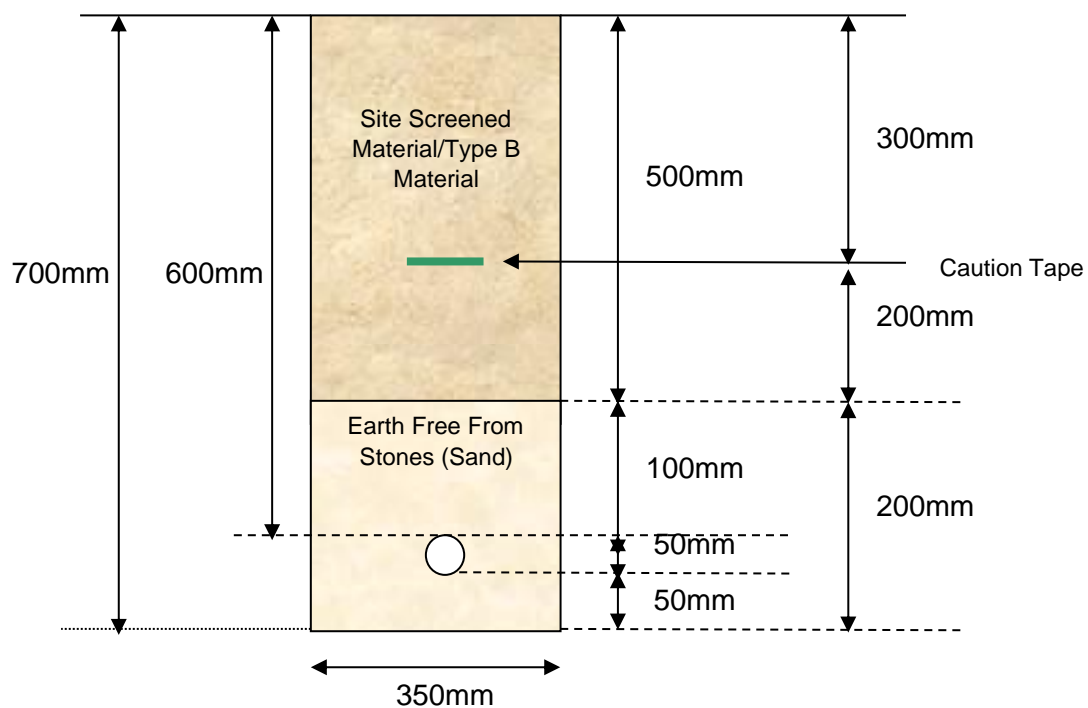 Site Screened
Material/Type B
Material
300mm
500mm
700mm
600mm
Caution Tape
200mm
Earth Free From
Stones (Sand)
100mm
200mm
50mm
50mm
350mm